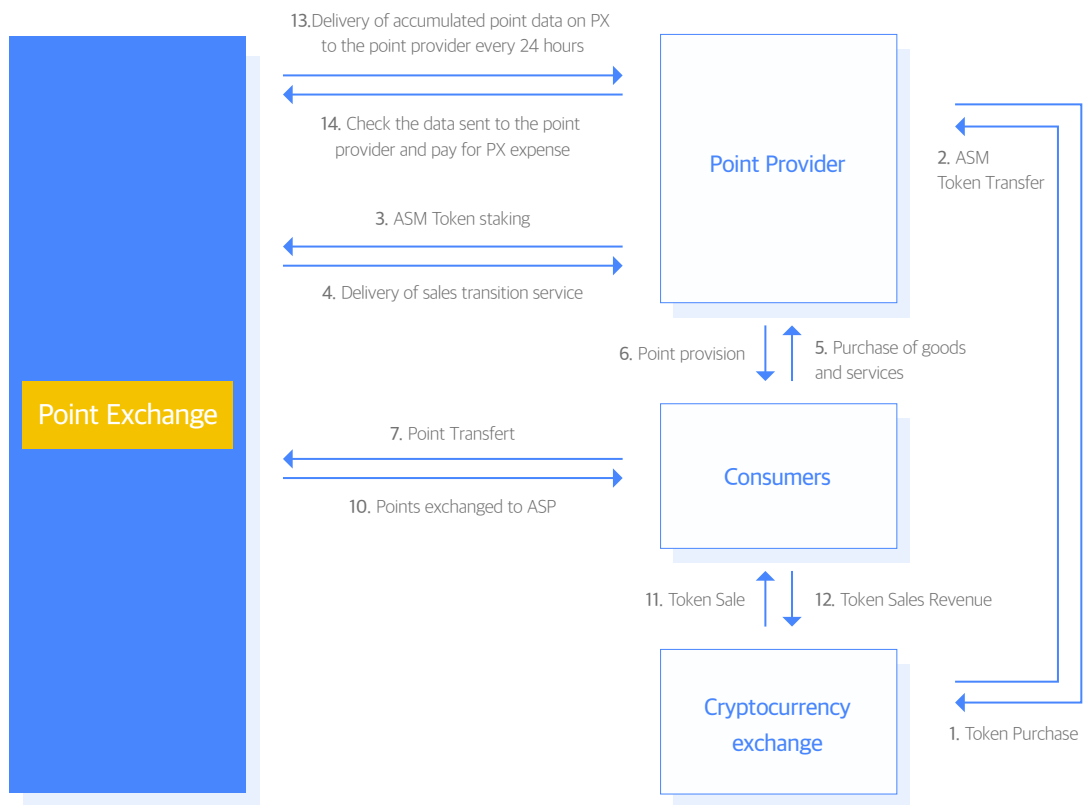 13.Delivery of accumulated point data on PX
to the point provider every 24 hours
14. Check the data sent to the point
provider and pay for PX expense
Point Provider
2. ASM
Token Transfer
3. ASM Token staking
4. Delivery of sales transition service
6. Point provision
5. Purchase of goods
and services
Point Exchange
7. Point Transfert
Consumers
10. Points exchanged to ASP
11. Token Sale
12. Token Sales Revenue
Cryptocurrency
exchange
1. Token Purchase